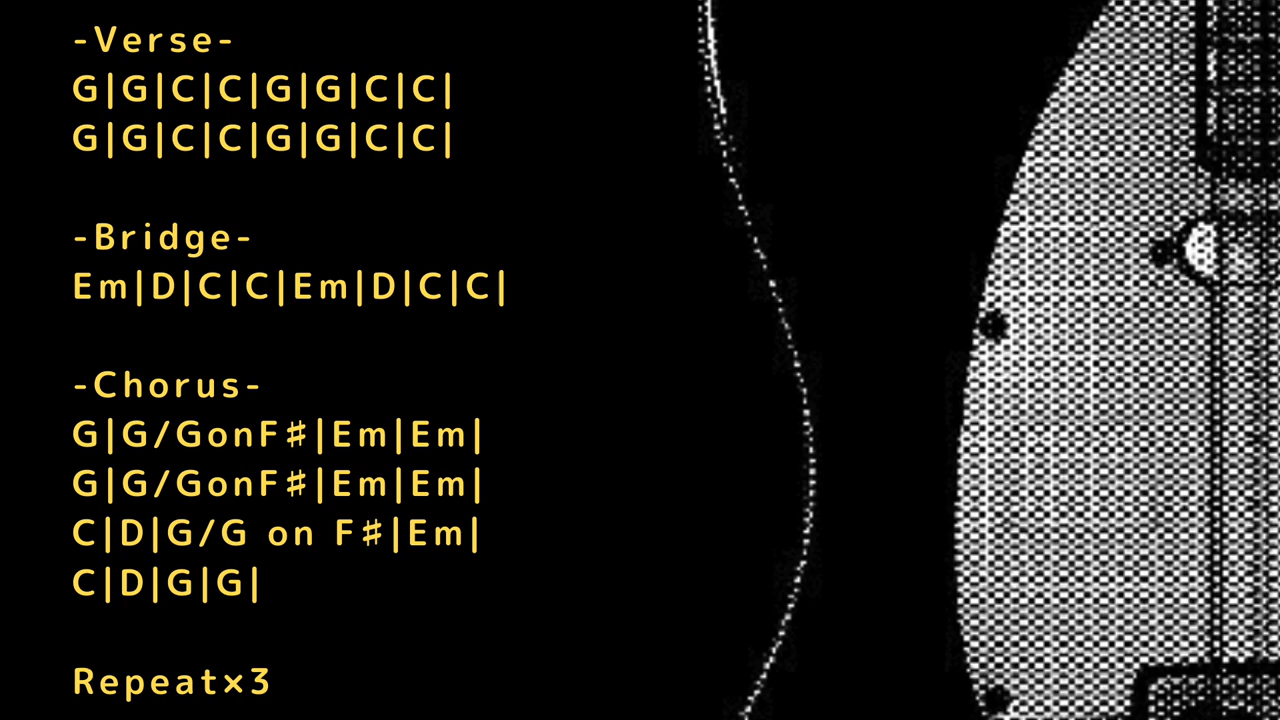 -Verse-
G|G|C|C|G|G|C|C|
G|G|C|C|G|G|C|C|
-Bridge-
Em|D|C|C|Em|D|C|C|
-Chorus-
G|G/GonF♯|Em|Em|
G|G/GonF♯|Em|Em|
C|D|G/G on F♯|Em|
C|D|G|G|
Repeat×3